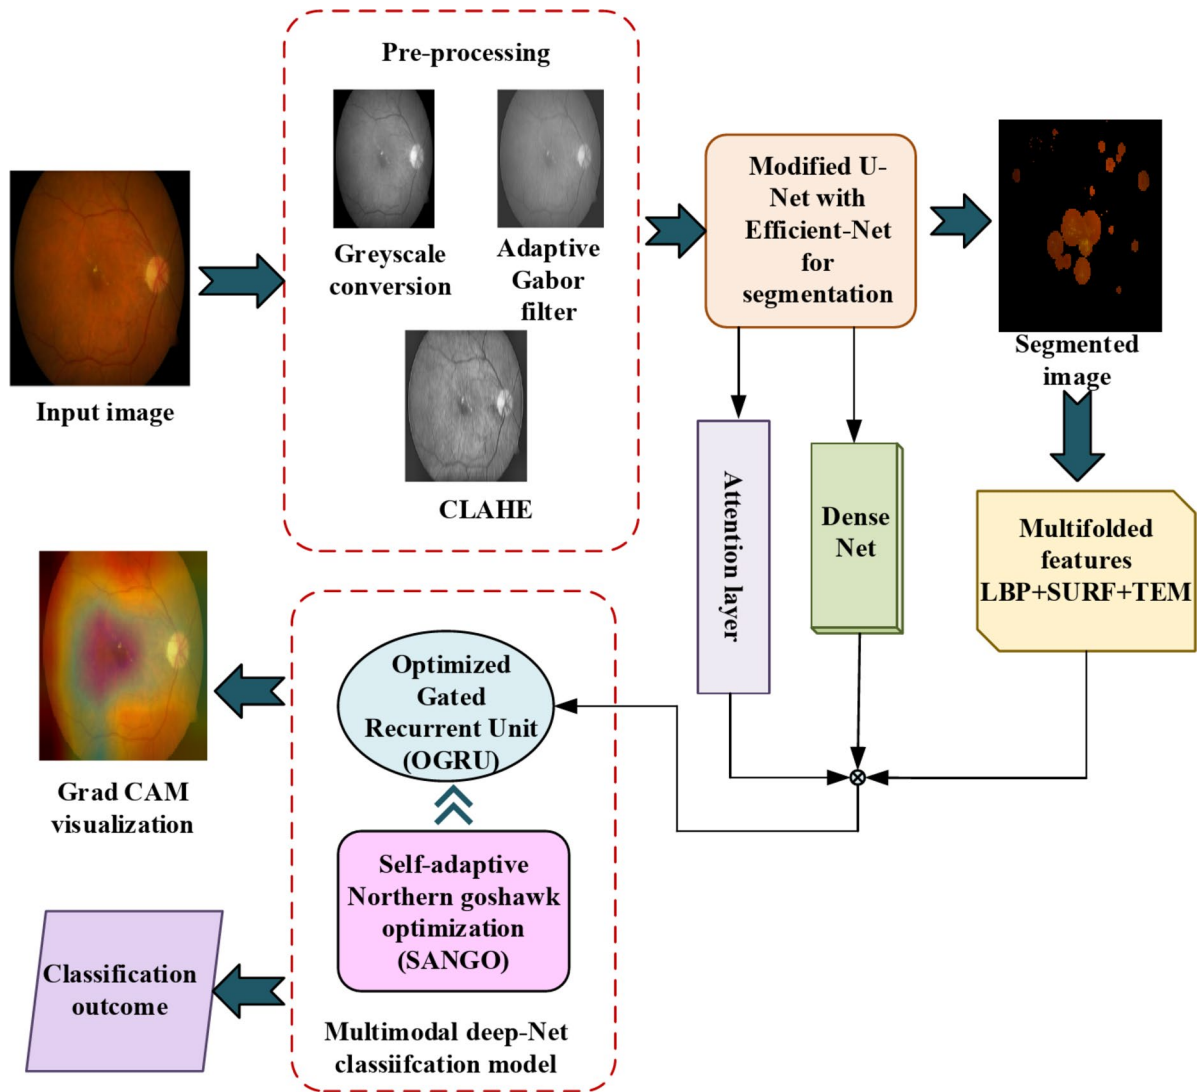 Pre-processing
Greyscale
conversion
Adaptive
Gabor
filter
CLAHE
Input image
Modified U-
Net with
Efficient-Net
for
segmentation
Segmented
image
Attention layer
Dense
Net
Multifolded
features
LBP+SURF+TEM
Optimized
Gated
Recurrent Unit
(OGRU)
Self-adaptive
Northern goshawk
optimization
(SANGO)
Multimodal deep-Net
classiifcation model
Grad CAM
visualization
Classification
outcome